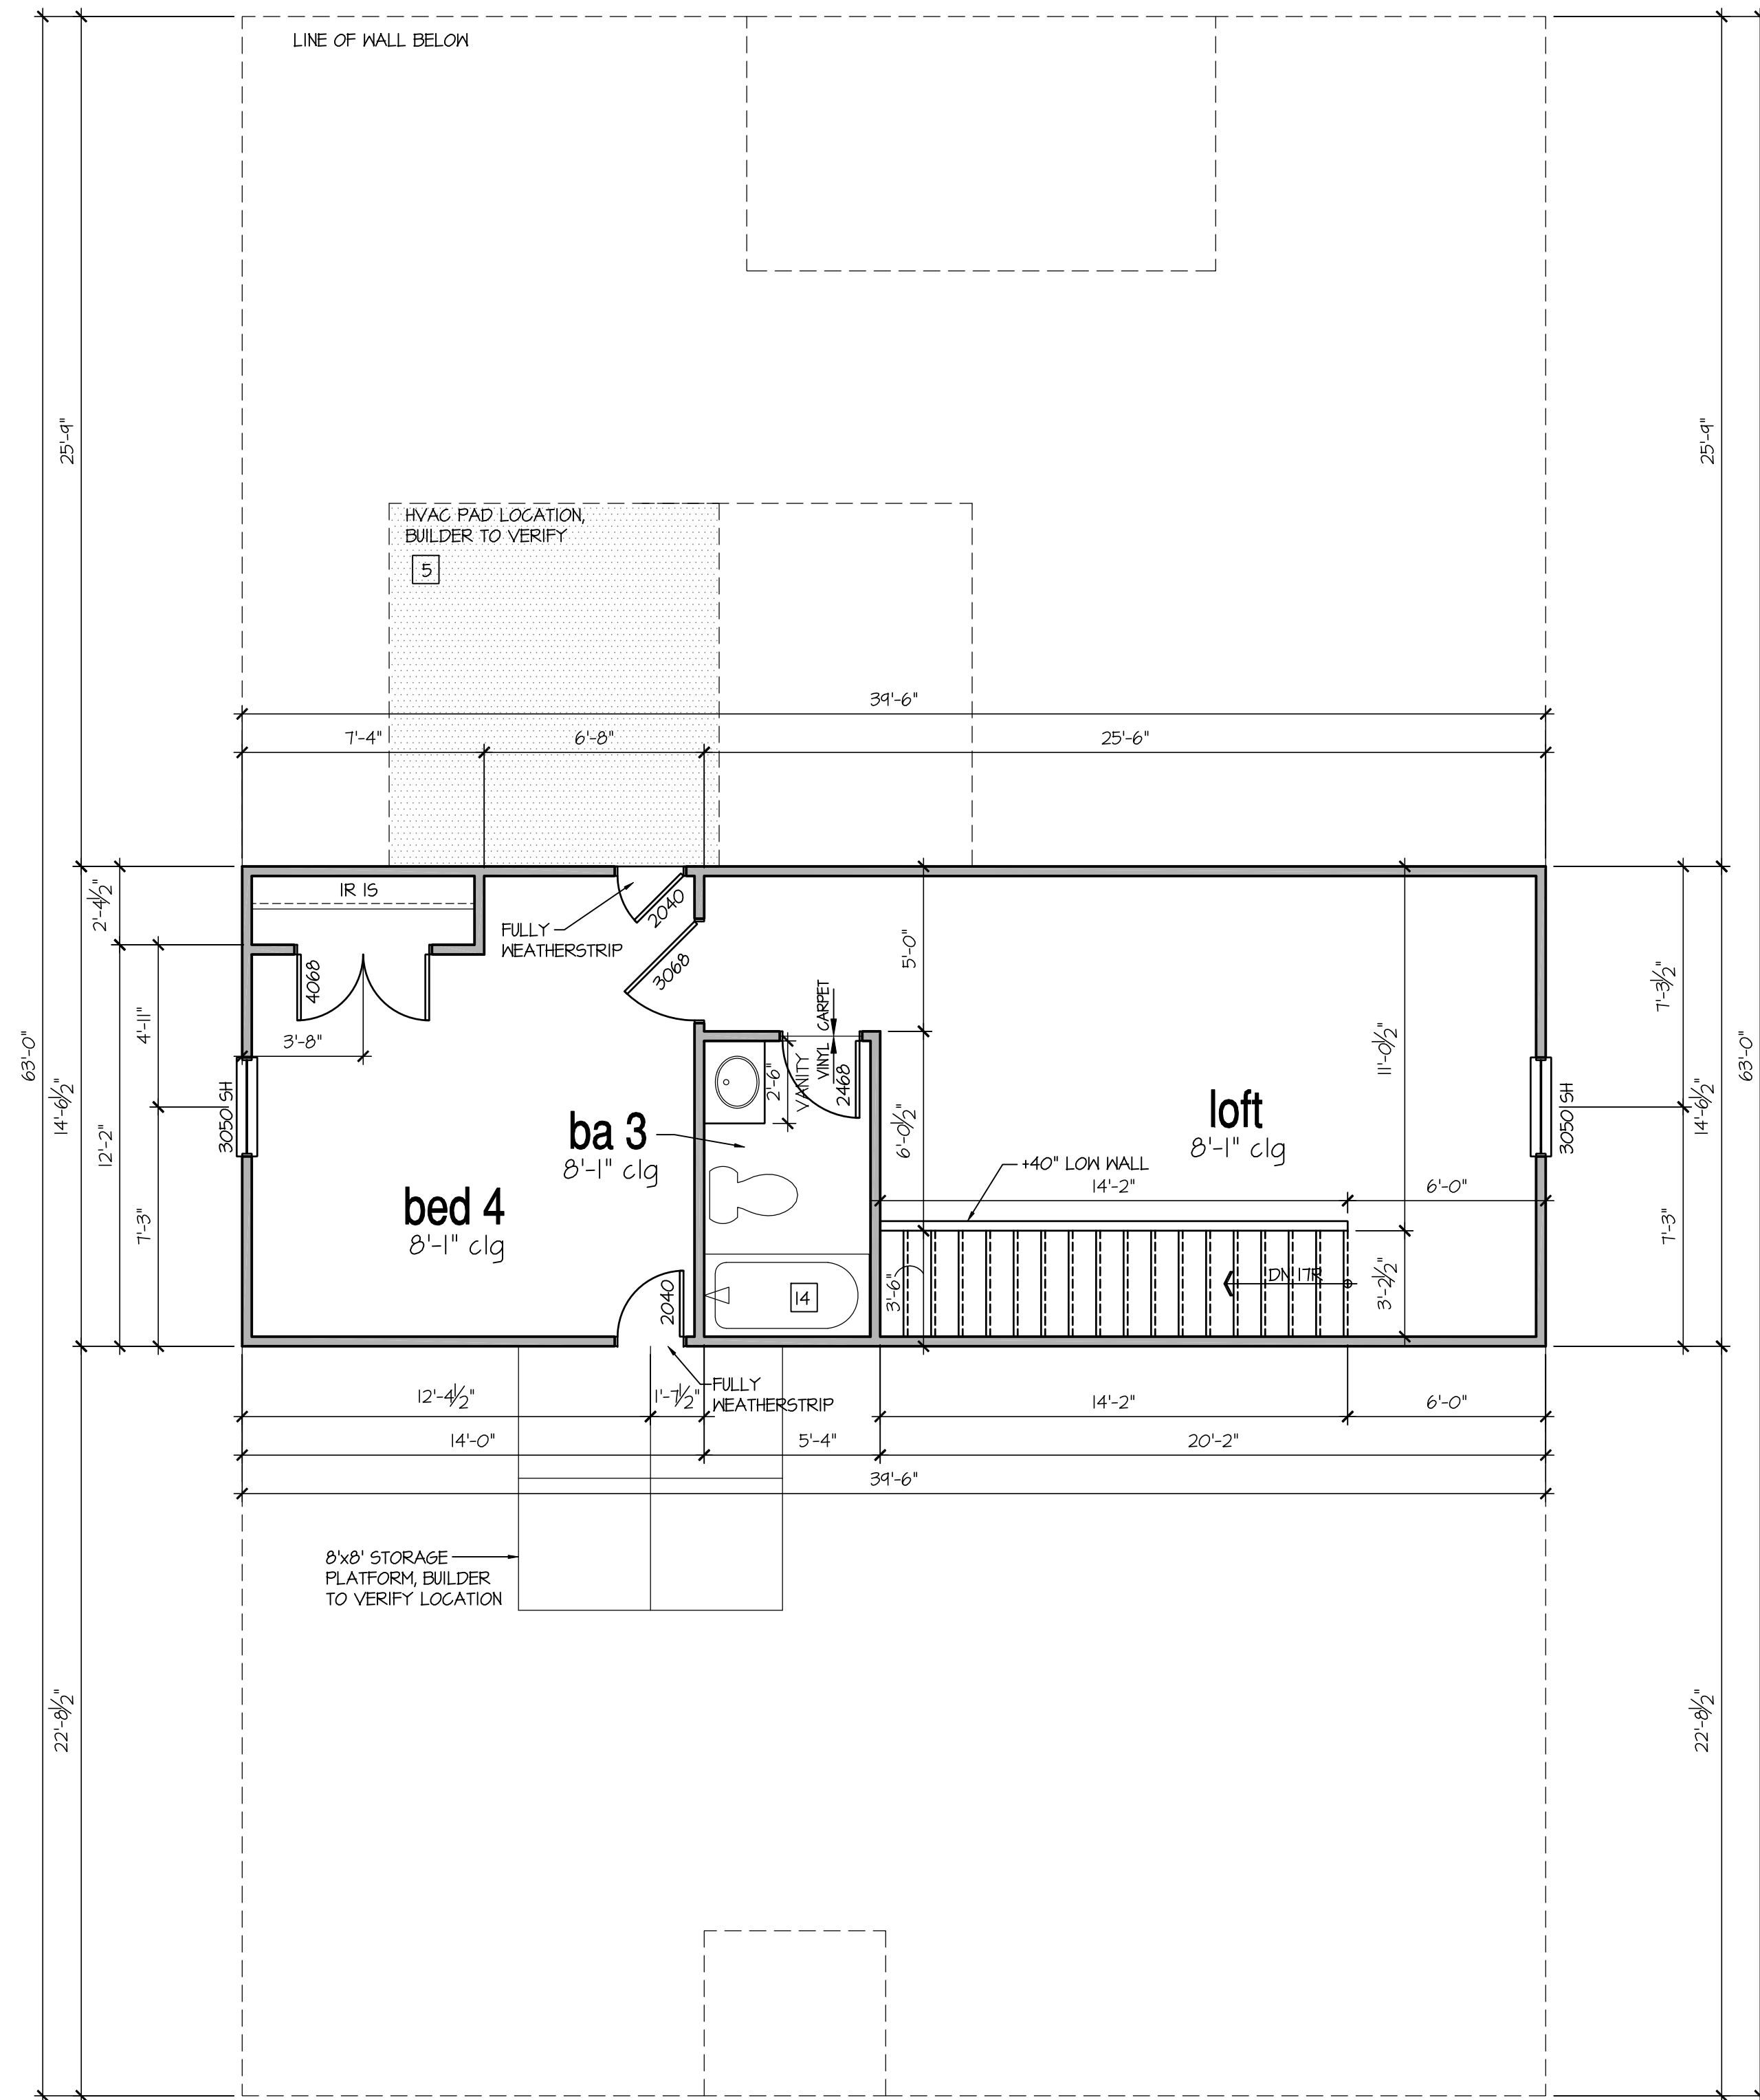 LINE OF WALL BELOW
25'-9"
25'-9"
HVAC PAD LOCATION,
BUILDER TO VERIFY
5
39'-6"
7'-4"
6'-8"
25'-6"
2'-4½"
1R 1S
2040
FULLY
WEATHERSTRIP
3068
4068
3'-8"
4'-11"
5'-0"
7'-3½"
63'-0"
14'-6½"
12'-2"
7'-3"
3050 SH
VINYL
CARPET
2'-6"
VANITY
2468
6'-0½"
11'-0½"
ba 3
8'-1" clg
bed 4
8'-1" clg
loft
8'-1" clg
3050 SH
14'-6½"
63'-0"
+40" LOW WALL
14'-2"
6'-0"
7'-3"
2040
14
3'-6"
DN 17R
3'-2½"
12'-4½"
1'-7½"
FULLY
WEATHERSTRIP
14'-2"
6'-0"
14'-0"
5'-4"
20'-2"
39'-6"
8'x8' STORAGE
PLATFORM, BUILDER
TO VERIFY LOCATION
22'-8½"
22'-8½"